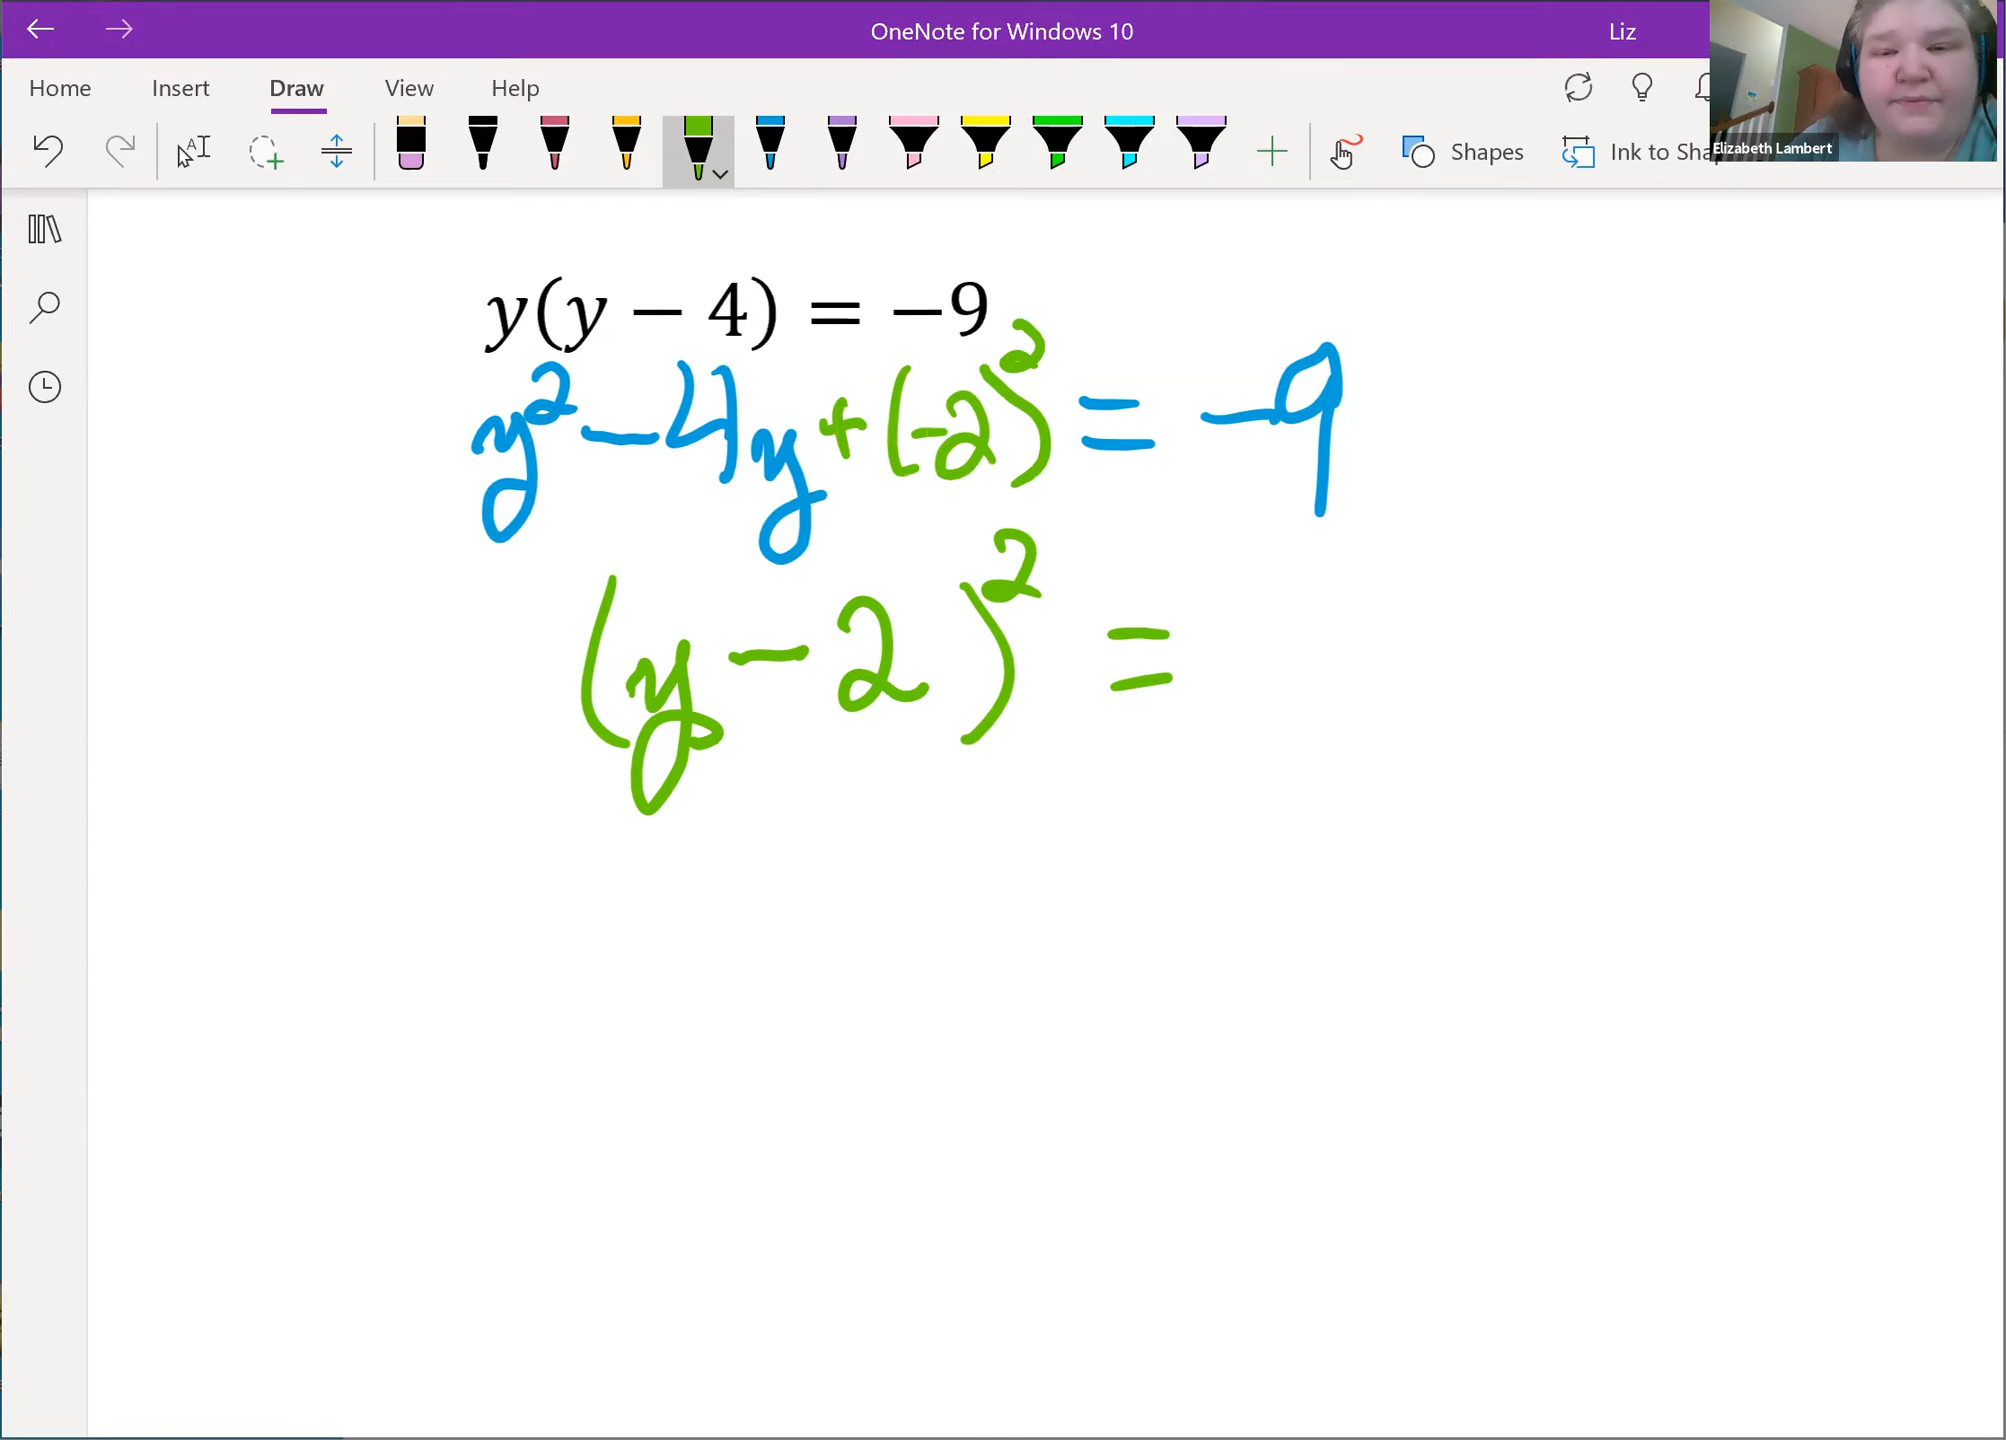 OneNote for Windows 10 Liz
Home Insert Draw View Help
Shapes Ink to Sha
Elizabeth Lambert
y(y − 4) = −9
y² − 4y + (-2)² = −9
(y − 2)² =